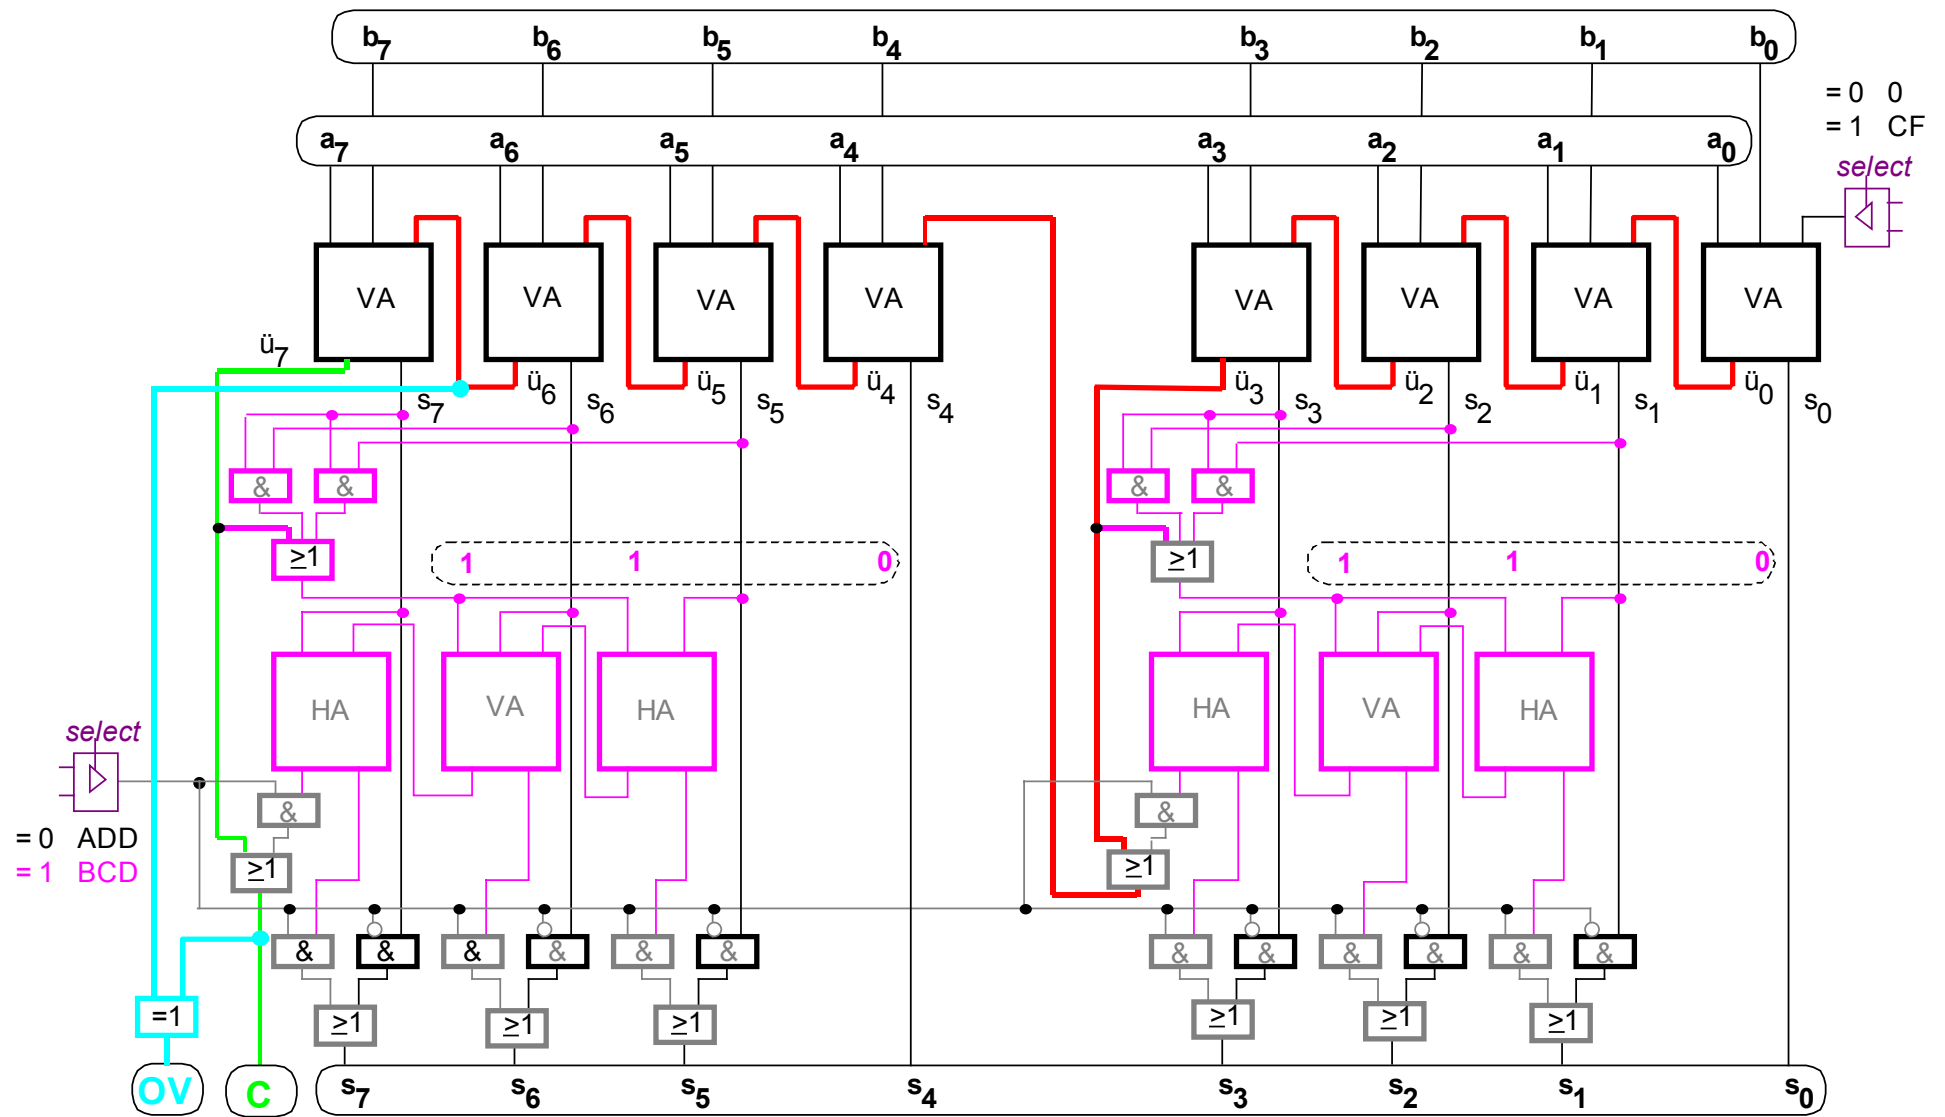 b7 b6 b5 b4 b3 b2 b1 b0
= 0 0
= 1 CF
a7 a6 a5 a4 a3 a2 a1 a0
select
VA VA VA VA VA VA VA VA
ü7 ü6 ü5 ü4 ü3 ü2 ü1 ü0
s7 s6 s5 s4 s3 s2 s1 s0
& & & &
≥1 1 1 0 ≥1 1 1 0
HA VA HA HA VA HA
select
& &
= 0 ADD
≥1 ≥1
= 1 BCD
& & & & & & & & & & & &
=1 ≥1 ≥1 ≥1 ≥1 ≥1 ≥1
OV C s7 s6 s5 s4 s3 s2 s1 s0